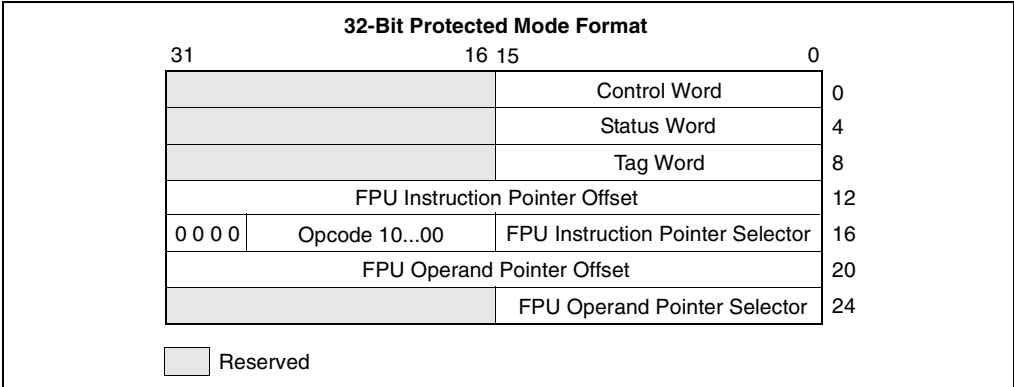 32-Bit Protected Mode Format
31 16 15 0
Control Word 0
Status Word 4
Tag Word 8
FPU Instruction Pointer Offset 12
0 0 0 0 Opcode 10...00 FPU Instruction Pointer Selector 16
FPU Operand Pointer Offset 20
FPU Operand Pointer Selector 24
Reserved